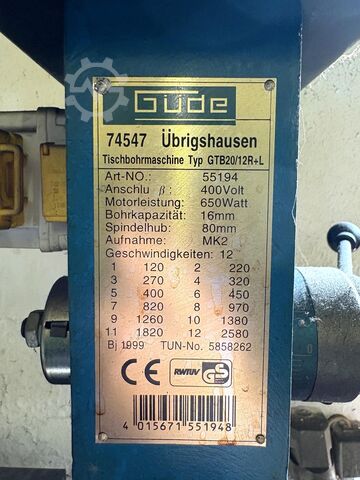 Güde
74547 Übrigshausen
Tischbohrmaschine Typ GTB20/12R+L
Art-NO.: 55194
Anschlu β: 400Volt
Motorleistung: 650Watt
Bohrkapazität: 16mm
Spindelhub: 80mm
Aufnahme: MK2
Geschwindigkeiten: 12
1 120 2 220
3 270 4 320
5 400 6 450
7 820 8 970
9 1260 10 1380
11 1820 12 2580
Bj 1999 TUN-No. 5858262
CE RWTÜV GS
4 015671 551948